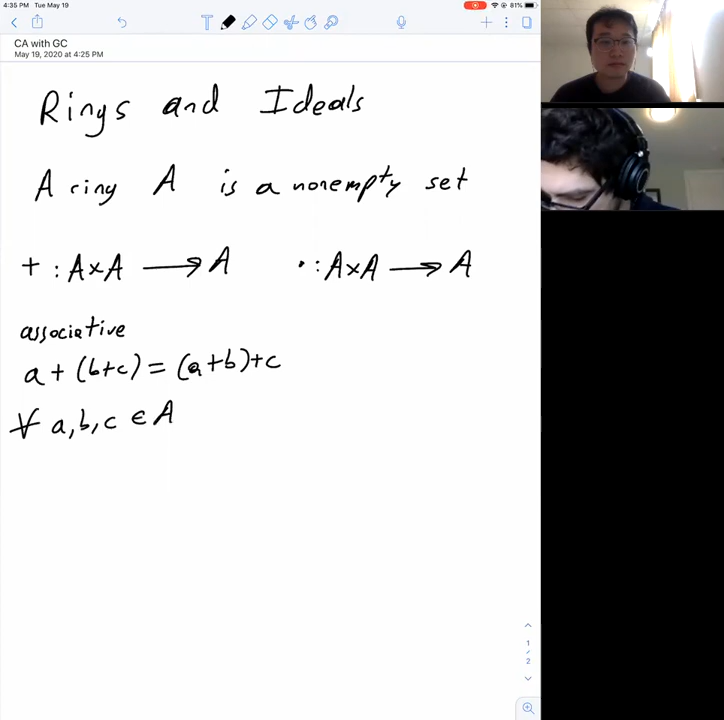 4:35 PM Tue May 19
81%
CA with GC
May 19, 2020 at 4:25 PM
Rings and Ideals
A ring A is a nonempty set
+ : A×A ⟶ A · : A×A ⟶ A
associative
a + (b+c) = (a+b)+c
∀ a,b,c ∈ A
1
/
2